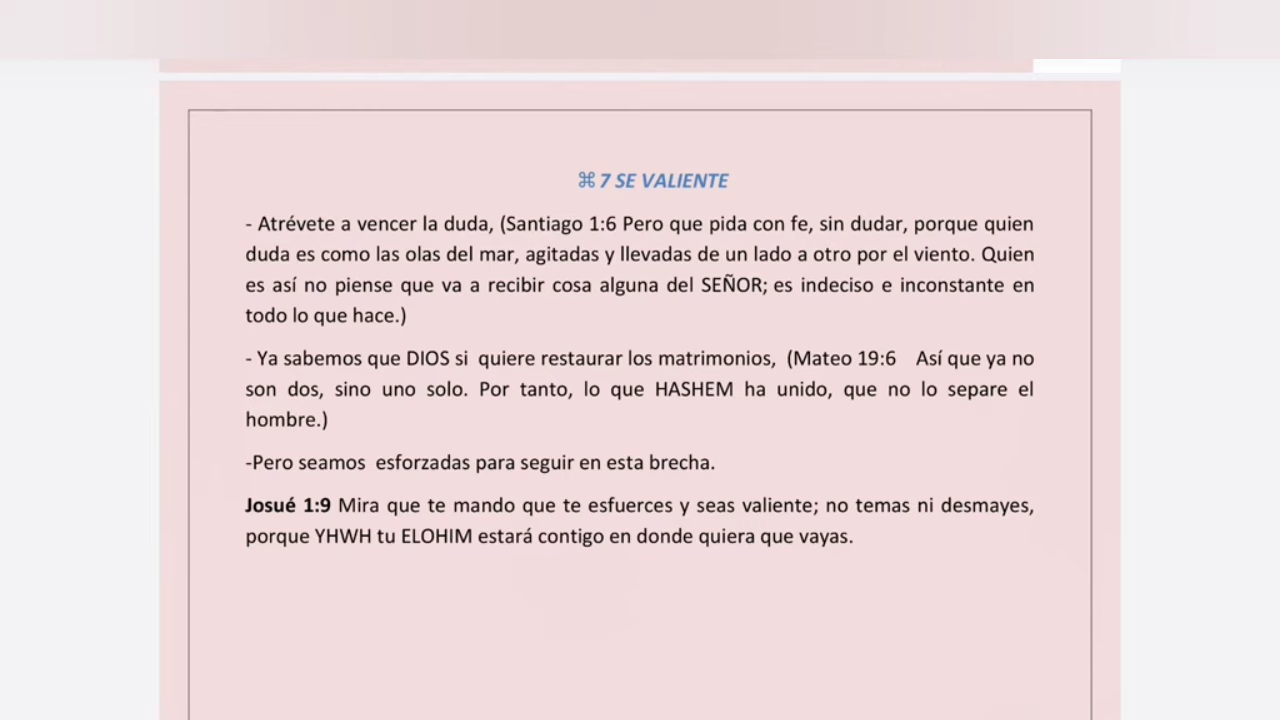 ⌘ 7 SE VALIENTE
- Atrévete a vencer la duda, (Santiago 1:6 Pero que pida con fe, sin dudar, porque quien
duda es como las olas del mar, agitadas y llevadas de un lado a otro por el viento. Quien
es así no piense que va a recibir cosa alguna del SEÑOR; es indeciso e inconstante en
todo lo que hace.)
- Ya sabemos que DIOS si quiere restaurar los matrimonios, (Mateo 19:6 Así que ya no
son dos, sino uno solo. Por tanto, lo que HASHEM ha unido, que no lo separe el
hombre.)
-Pero seamos esforzadas para seguir en esta brecha.
Josué 1:9 Mira que te mando que te esfuerces y seas valiente; no temas ni desmayes,
porque YHWH tu ELOHIM estará contigo en donde quiera que vayas.